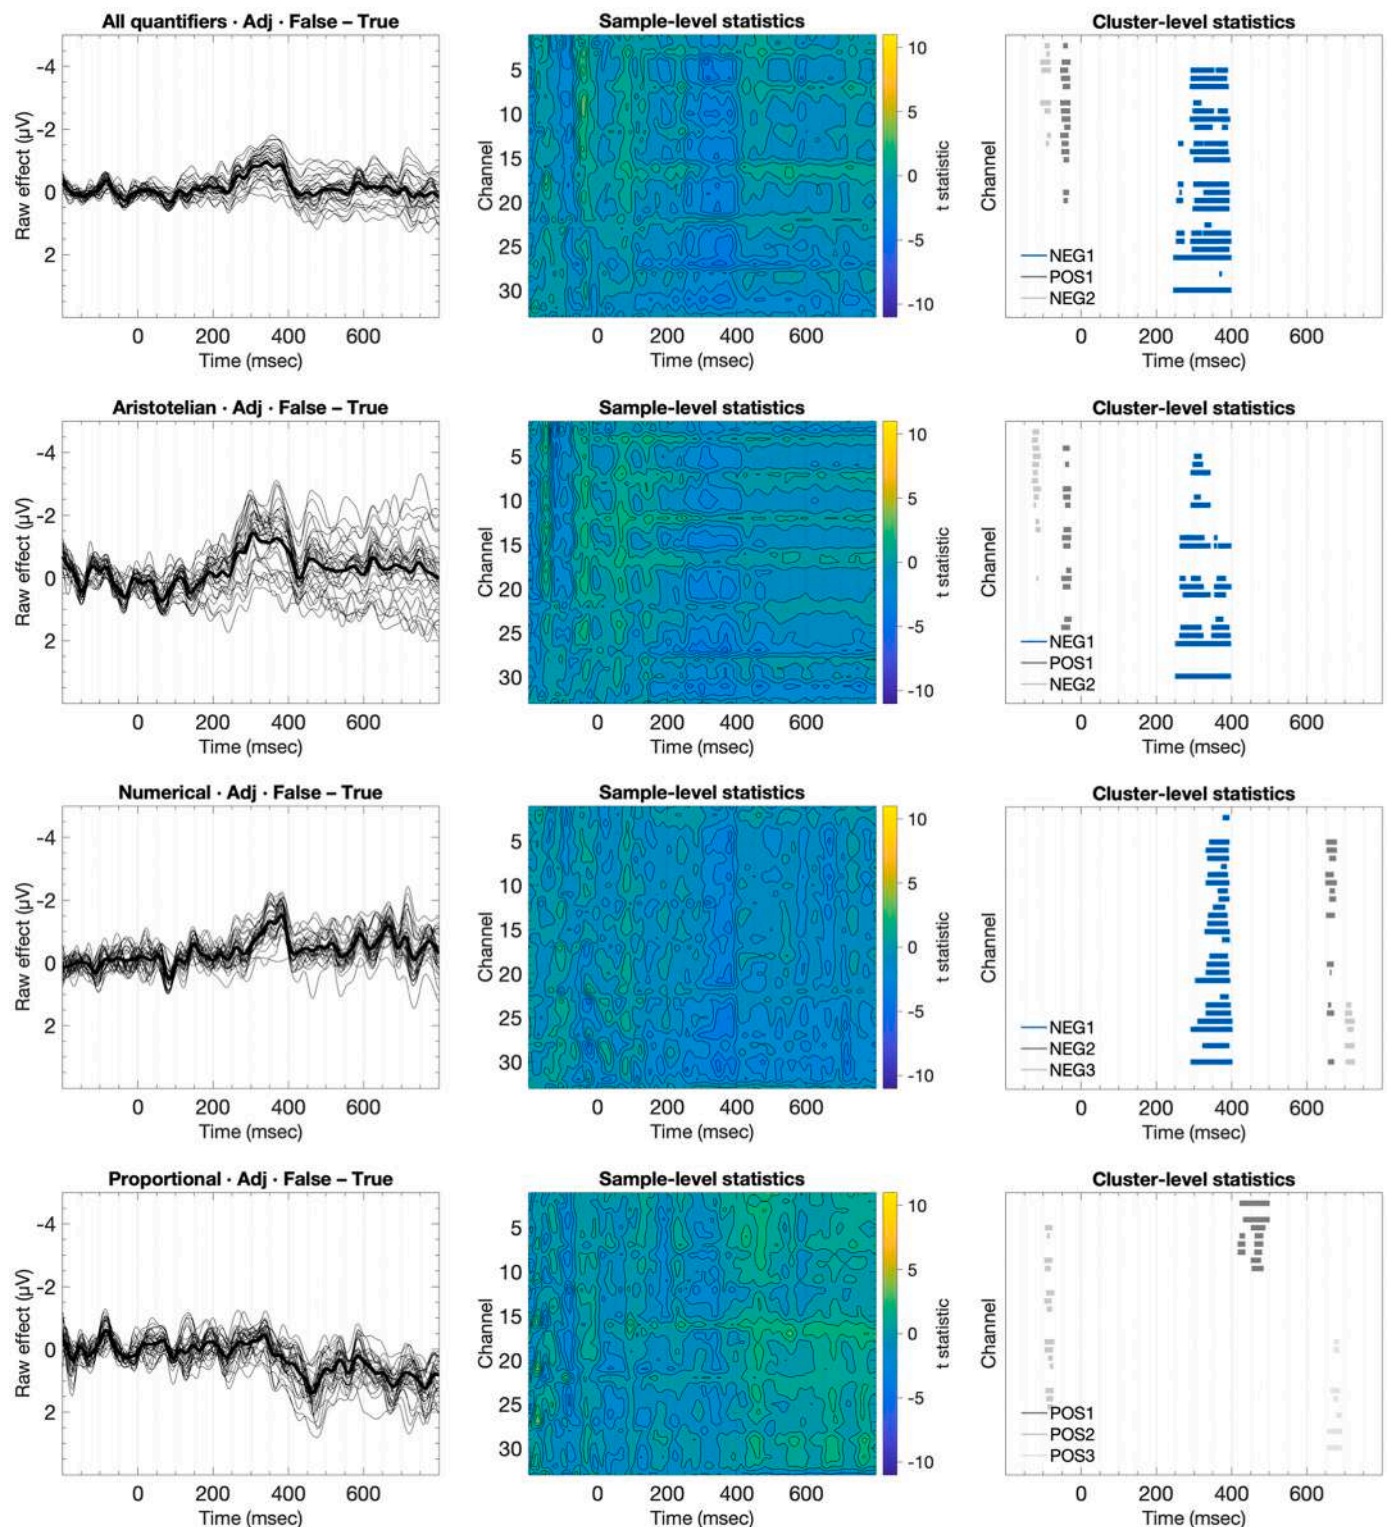 All quantifiers · Adj · False – True
Sample-level statistics
Cluster-level statistics
-4
-2
0
2
Raw effect (µV)
0 200 400 600
Time (msec)
5
10
15
20
25
30
Channel
0 200 400 600
Time (msec)
10
5
0
-5
-10
t statistic
Channel
NEG1
POS1
NEG2
0 200 400 600
Time (msec)
Aristotelian · Adj · False – True
Sample-level statistics
Cluster-level statistics
-4
-2
0
2
Raw effect (µV)
0 200 400 600
Time (msec)
5
10
15
20
25
30
Channel
0 200 400 600
Time (msec)
10
5
0
-5
-10
t statistic
Channel
NEG1
POS1
NEG2
0 200 400 600
Time (msec)
Numerical · Adj · False – True
Sample-level statistics
Cluster-level statistics
-4
-2
0
2
Raw effect (µV)
0 200 400 600
Time (msec)
5
10
15
20
25
30
Channel
0 200 400 600
Time (msec)
10
5
0
-5
-10
t statistic
Channel
NEG1
NEG2
NEG3
0 200 400 600
Time (msec)
Proportional · Adj · False – True
Sample-level statistics
Cluster-level statistics
-4
-2
0
2
Raw effect (µV)
0 200 400 600
Time (msec)
5
10
15
20
25
30
Channel
0 200 400 600
Time (msec)
10
5
0
-5
-10
t statistic
Channel
POS1
POS2
POS3
0 200 400 600
Time (msec)